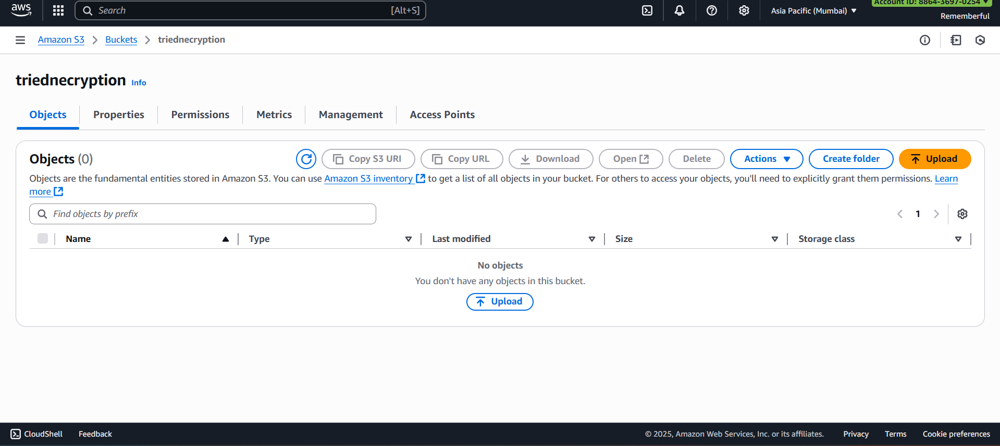 aws Search [Alt+S] Asia Pacific (Mumbai) Account ID: 8864-3697-0254
Rememberful
Amazon S3 Buckets triednecryption
triednecryption Info
Objects Properties Permissions Metrics Management Access Points
Objects (0) Copy S3 URI Copy URL Download Open Delete Actions Create folder Upload
Objects are the fundamental entities stored in Amazon S3. You can use Amazon S3 inventory to get a list of all objects in your bucket. For others to access your objects, you'll need to explicitly grant them permissions. Learn
more
Find objects by prefix 1
Name Type Last modified Size Storage class
No objects
You don't have any objects in this bucket.
Upload
CloudShell Feedback © 2025, Amazon Web Services, Inc. or its affiliates. Privacy Terms Cookie preferences